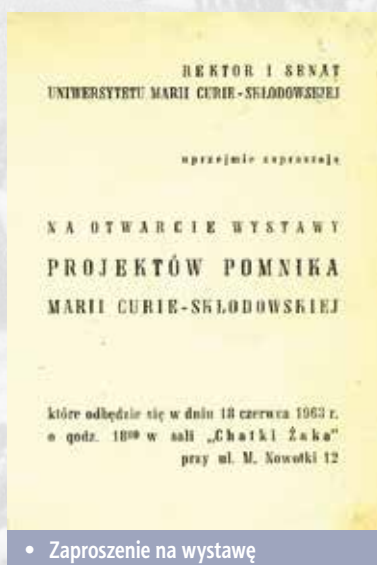 REKTOR I SENAT
UNIWERSYTETU MARII CURIE-SKŁODOWSKIEJ
uprzejmie zapraszają
NA OTWARCIE WYSTAWY
PROJEKTÓW POMNIKA
MARII CURIE-SKŁODOWSKIEJ
które odbędzie się w dniu 18 czerwca 1963 r.
o godz. 18⁰⁰ w sali „Chatki Żaka”
przy ul. M. Nowotki 12
• Zaproszenie na wystawę